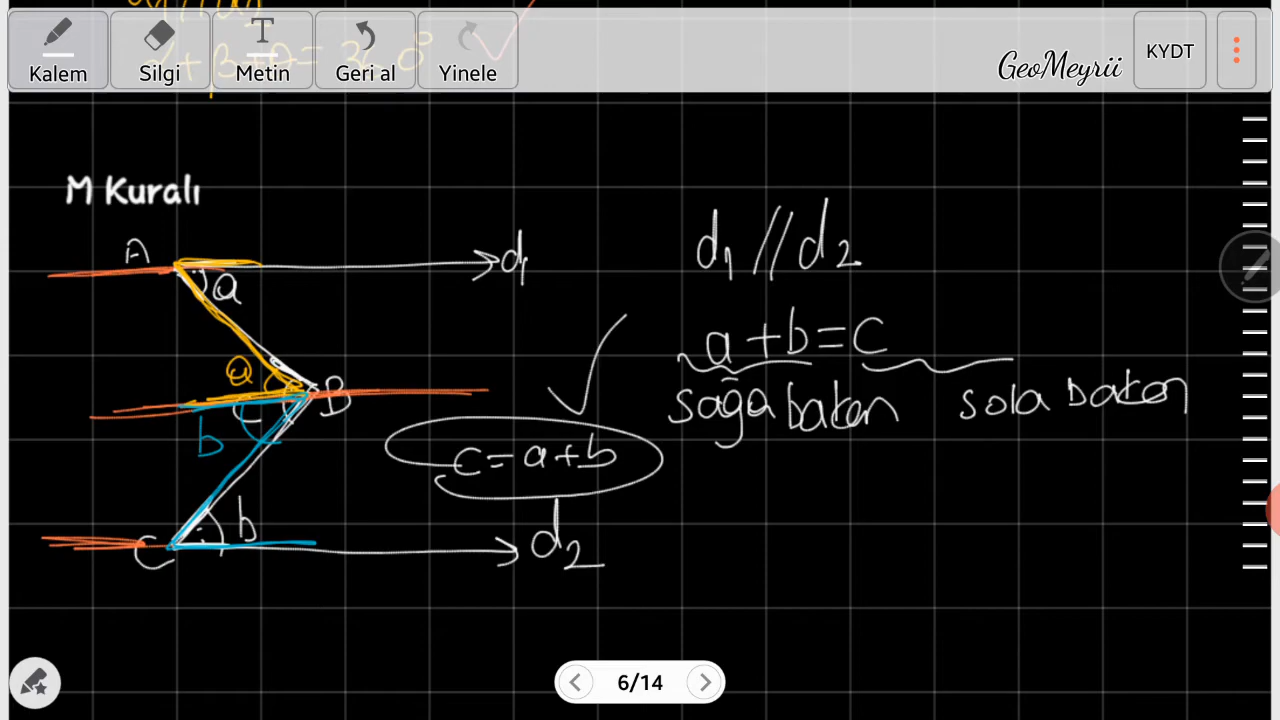 α + β + θ = 360°
Kalem
Silgi
Metin
Geri al
Yinele
GeoMeyrii
KYDT
M Kuralı
A
d1
a
a
B
c
b
b
C
d2
c = a + b
d1 // d2
a + b = c
sağa bakan sola bakan
6/14